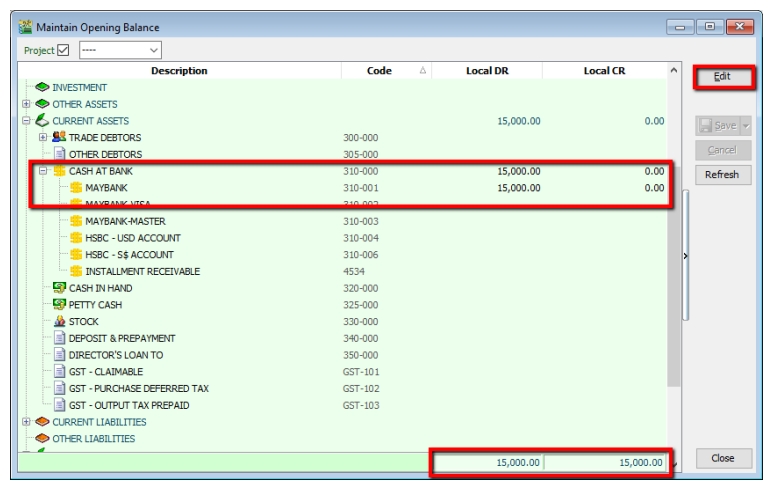 Maintain Opening Balance
Project ----
Description Code Local DR Local CR
Edit
INVESTMENT
OTHER ASSETS
CURRENT ASSETS 15,000.00 0.00
Save
TRADE DEBTORS 300-000
OTHER DEBTORS 305-000
Cancel
CASH AT BANK 310-000 15,000.00 0.00
Refresh
MAYBANK 310-001 15,000.00 0.00
MAYBANK-VISA 310-002
MAYBANK-MASTER 310-003
HSBC - USD ACCOUNT 310-004
HSBC - S$ ACCOUNT 310-006
INSTALLMENT RECEIVABLE 4534
CASH IN HAND 320-000
PETTY CASH 325-000
STOCK 330-000
DEPOSIT & PREPAYMENT 340-000
DIRECTOR'S LOAN TO 350-000
GST - CLAIMABLE GST-101
GST - PURCHASE DEFERRED TAX GST-102
GST - OUTPUT TAX PREPAID GST-103
CURRENT LIABILITIES
OTHER LIABILITIES
15,000.00 15,000.00
Close